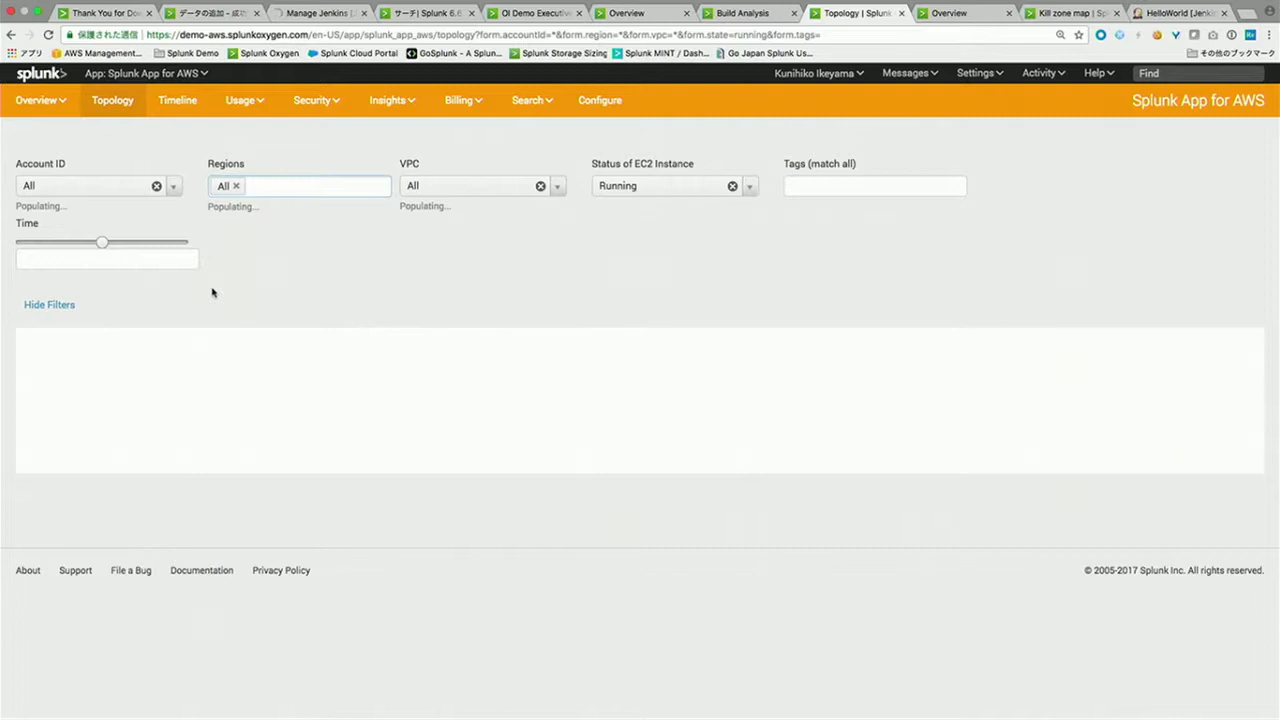 Thank You for Do
データの追加 - 成功
Manage Jenkins [
サーチ| Splunk 6.6
OI Demo Executive
Overview
Build Analysis
Topology | Splunk
Overview
Kill zone map | Sp
HelloWorld [Jenkin
保護された通信 | https://demo-aws.splunkoxygen.com/en-US/app/splunk_app_aws/topology?form.accountId=*&form.region=*&form.vpc=*&form.state=running&form.tags=
アプリ AWS Management... Splunk Demo Splunk Oxygen Splunk Cloud Portal GoSplunk - A Splun... Splunk Storage Sizing Splunk MINT / Dash... Go Japan Splunk Us... その他のブックマーク
splunk> App: Splunk App for AWS Kunihiko Ikeyama Messages Settings Activity Help Find
Overview Topology Timeline Usage Security Insights Billing Search Configure Splunk App for AWS
Account ID Regions VPC Status of EC2 Instance Tags (match all)
All All All Running
Populating... Populating... Populating...
Time
Hide Filters
About Support File a Bug Documentation Privacy Policy © 2005-2017 Splunk Inc. All rights reserved.